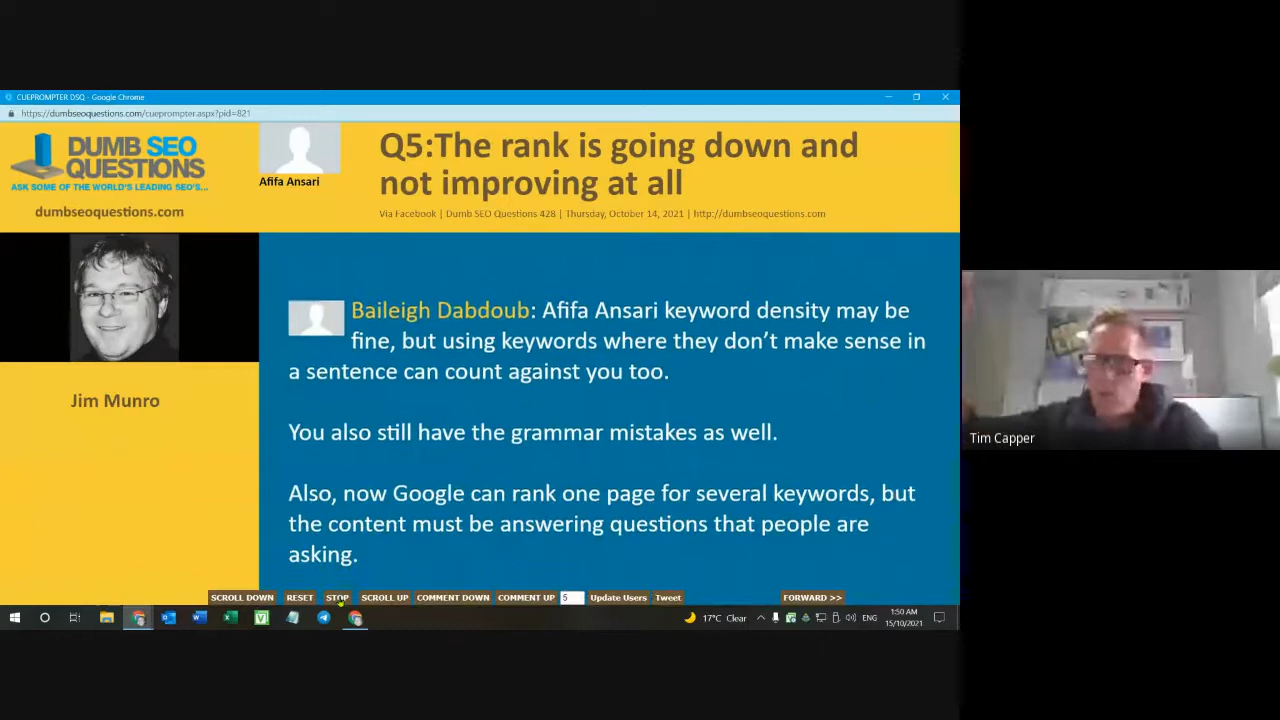 CUEPROMPTER DSQ - Google Chrome
https://dumbseoquestions.com/cueprompter.aspx?pid=821
DUMB SEO
QUESTIONS
ASK SOME OF THE WORLD'S LEADING SEO'S...
dumbseoquestions.com
Afifa Ansari
Q5:The rank is going down and
not improving at all
Via Facebook | Dumb SEO Questions 428 | Thursday, October 14, 2021 | http://dumbseoquestions.com
Jim Munro
Baileigh Dabdoub: Afifa Ansari keyword density may be
fine, but using keywords where they don't make sense in
a sentence can count against you too.
You also still have the grammar mistakes as well.
Also, now Google can rank one page for several keywords, but
the content must be answering questions that people are
asking.
Tim Capper
SCROLL DOWN RESET STOP SCROLL UP COMMENT DOWN COMMENT UP 5 Update Users Tweet FORWARD >>
17°C Clear ENG 1:50 AM
15/10/2021